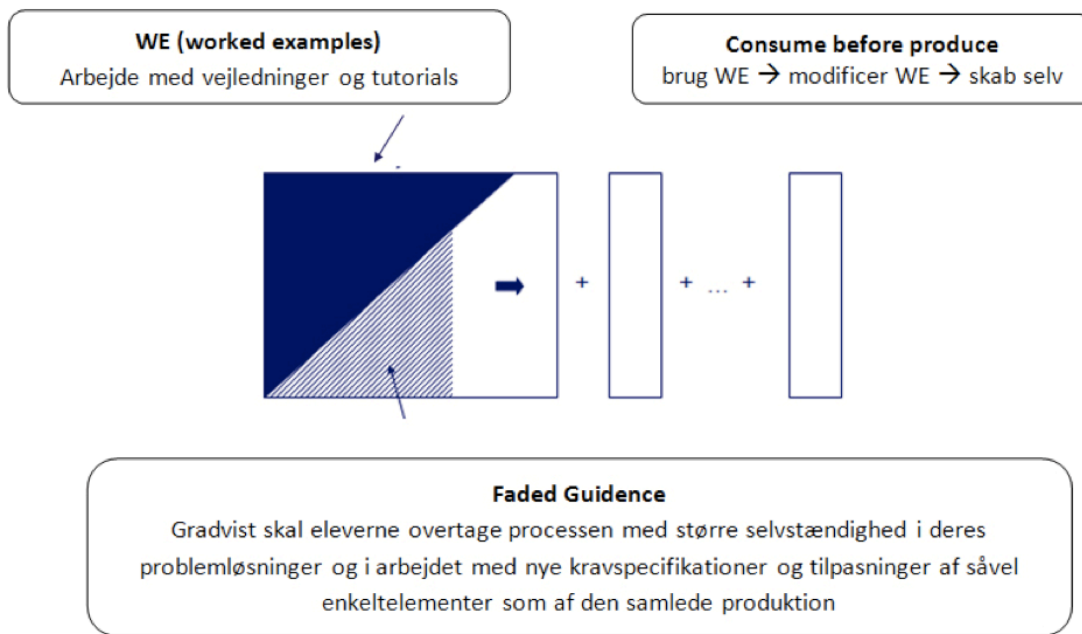 WE (worked examples)
Arbejde med vejledninger og tutorials
Consume before produce
brug WE → modificer WE → skab selv
+ + ... +
Faded Guidence
Gradvist skal eleverne overtage processen med større selvstændighed i deres
problemløsninger og i arbejdet med nye kravspecifikationer og tilpasninger af såvel
enkeltelementer som af den samlede produktion